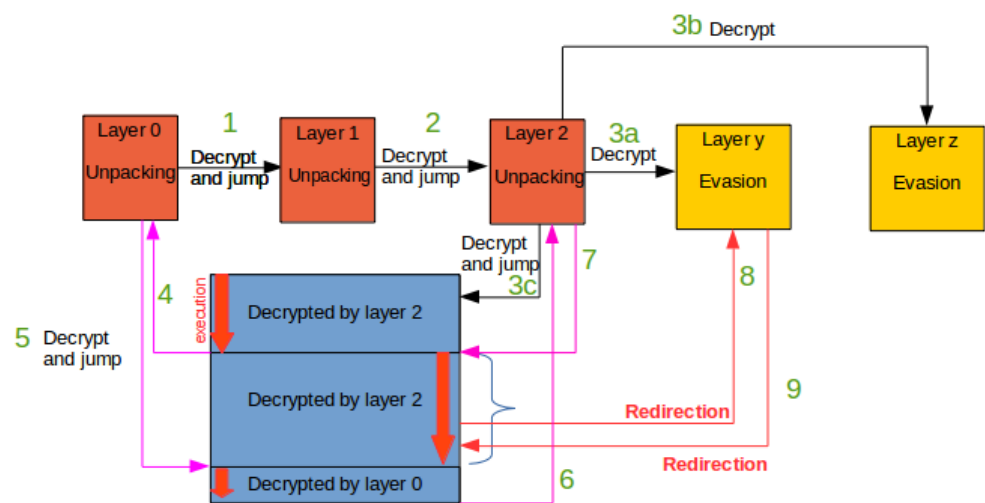 3b Decrypt
Layer 0
Unpacking
1
Decrypt
and jump
Layer 1
Unpacking
2
Decrypt
and jump
Layer 2
Unpacking
3a
Decrypt
Layer y
Evasion
Layer z
Evasion
Decrypt
and jump
3c
7
4
execution
Decrypted by layer 2
8
5 Decrypt
and jump
Decrypted by layer 2
Redirection
9
Redirection
Decrypted by layer 0
6